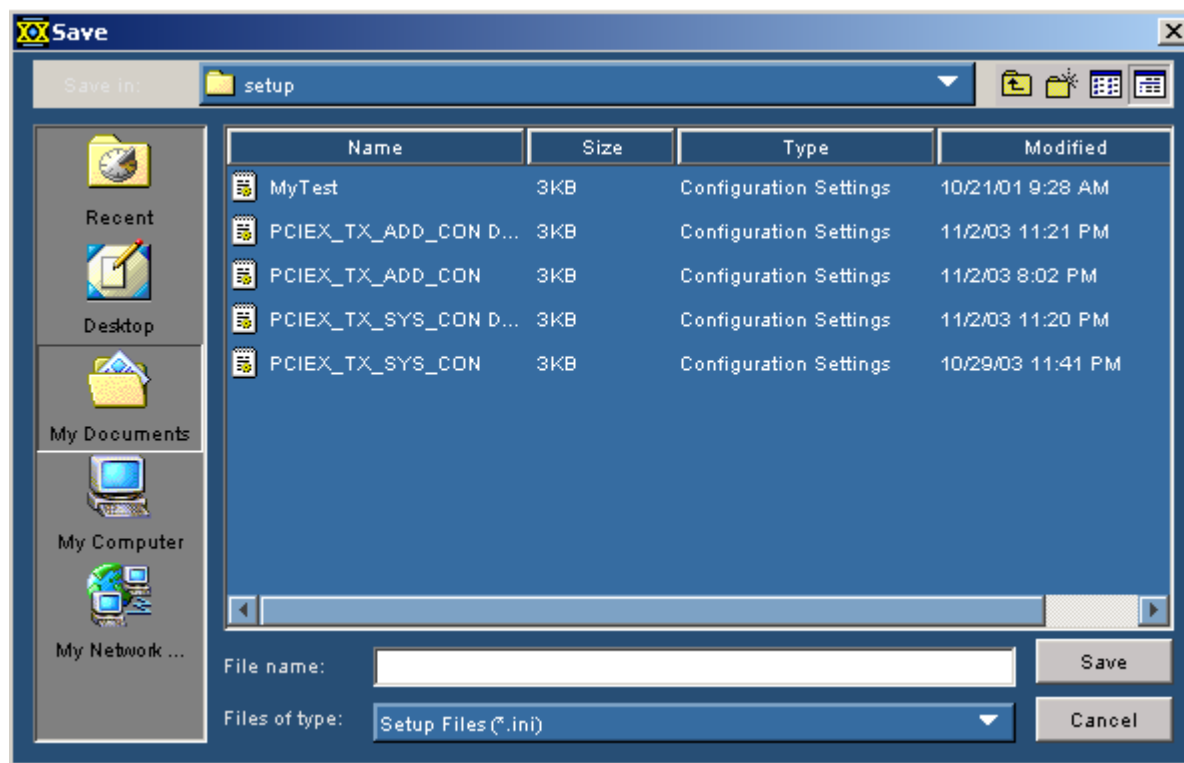 Save
Save in: setup
Name Size Type Modified
MyTest 3KB Configuration Settings 10/21/01 9:28 AM
PCIEX_TX_ADD_CON D... 3KB Configuration Settings 11/2/03 11:21 PM
PCIEX_TX_ADD_CON 3KB Configuration Settings 11/2/03 8:02 PM
PCIEX_TX_SYS_CON D... 3KB Configuration Settings 11/2/03 11:20 PM
PCIEX_TX_SYS_CON 3KB Configuration Settings 10/29/03 11:41 PM
Recent
Desktop
My Documents
My Computer
My Network ...
File name: Save
Files of type: Setup Files (*.ini) Cancel